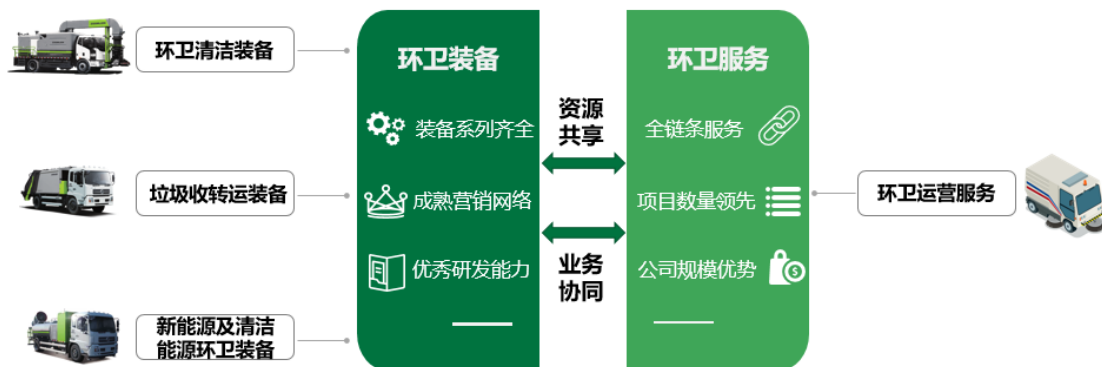 环卫清洁装备
垃圾收转运装备
新能源及清洁
能源环卫装备
环卫装备
装备系列齐全
成熟营销网络
优秀研发能力
资源
共享
业务
协同
环卫服务
全链条服务
项目数量领先
公司规模优势
$
环卫运营服务